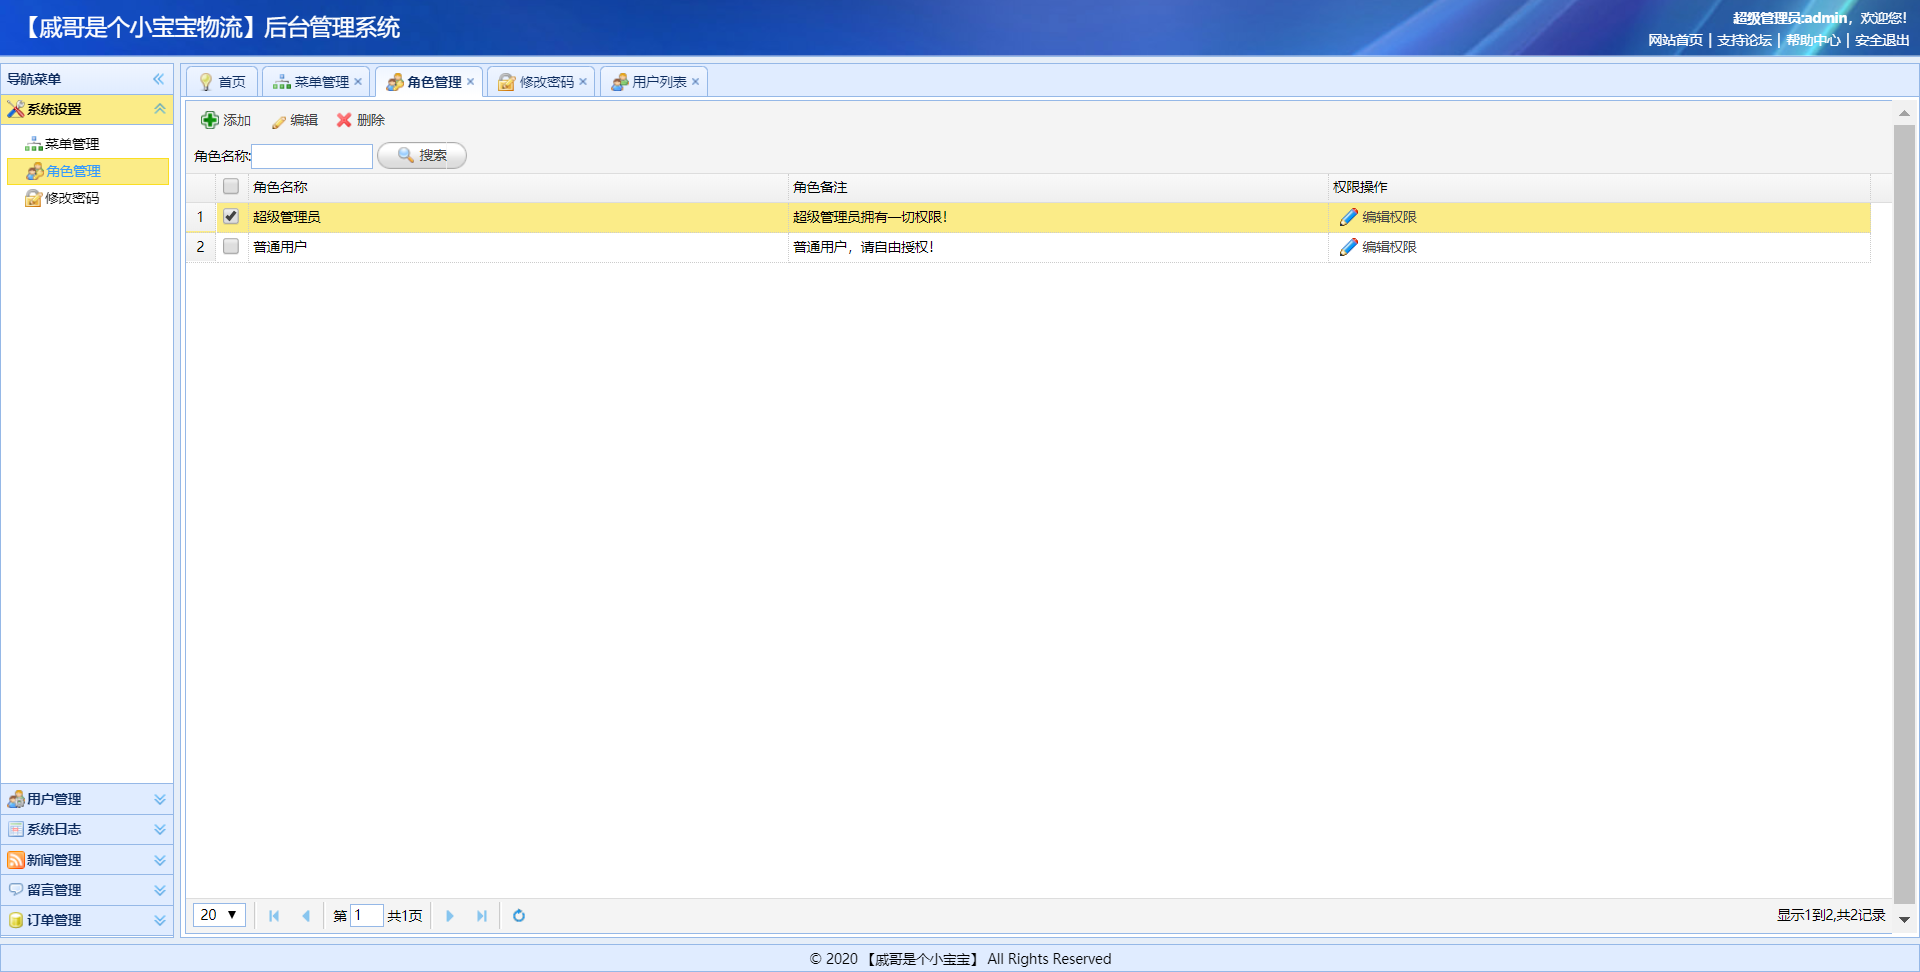 【戚哥是个小宝宝物流】后台管理系统
超级管理员:admin，欢迎您!
网站首页 | 支持论坛 | 帮助中心 | 安全退出
导航菜单
系统设置
菜单管理
角色管理
修改密码
用户管理
系统日志
新闻管理
留言管理
订单管理
首页 菜单管理 角色管理 修改密码 用户列表
添加 编辑 删除
角色名称: 搜索
角色名称 角色备注 权限操作
1 超级管理员 超级管理员拥有一切权限! 编辑权限
2 普通用户 普通用户，请自由授权! 编辑权限
20 第 1 共1页 显示1到2,共2记录
© 2020 【戚哥是个小宝宝】 All Rights Reserved